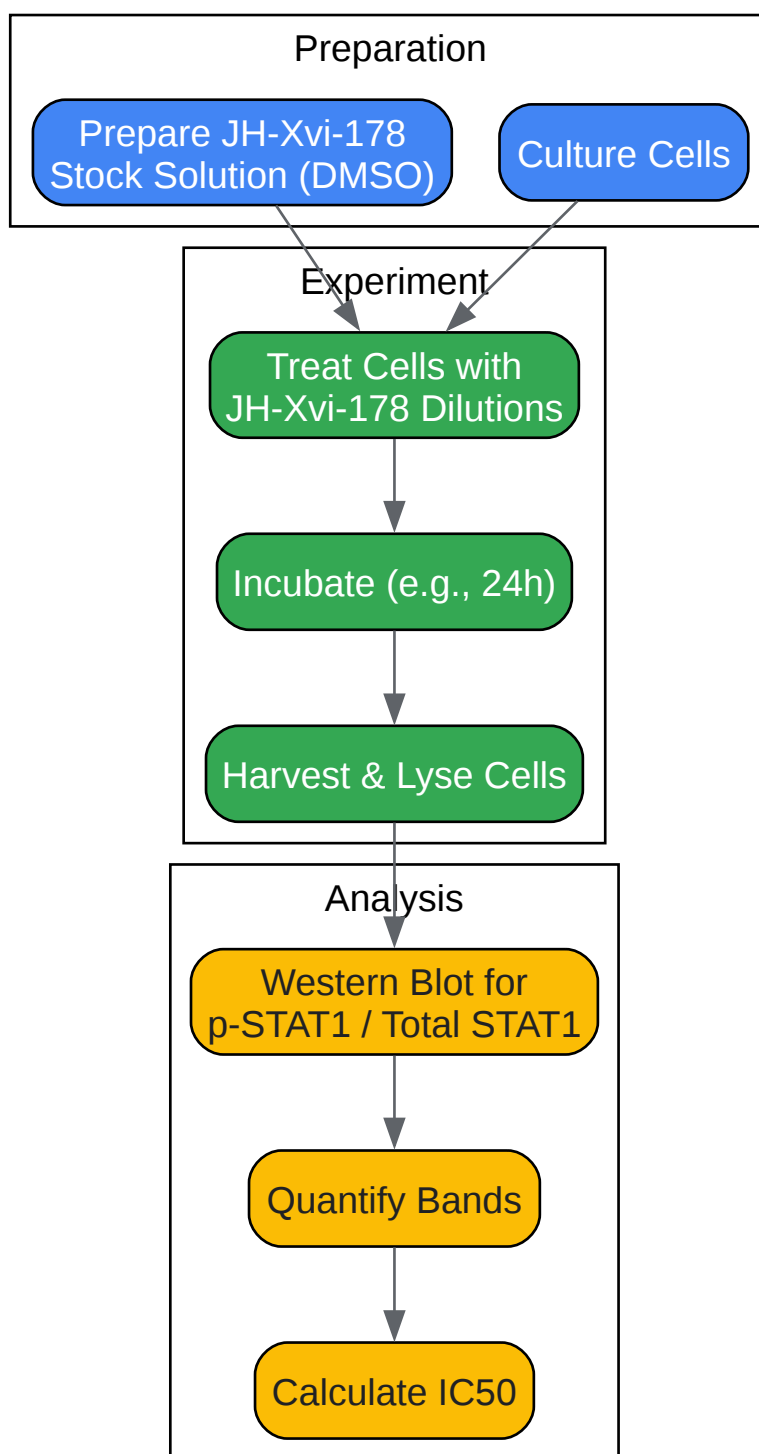 Preparation
Prepare JH-Xvi-178
Stock Solution (DMSO)
Culture Cells
Experiment
Treat Cells with
JH-Xvi-178 Dilutions
Incubate (e.g., 24h)
Harvest & Lyse Cells
Analysis
Western Blot for
p-STAT1 / Total STAT1
Quantify Bands
Calculate IC50